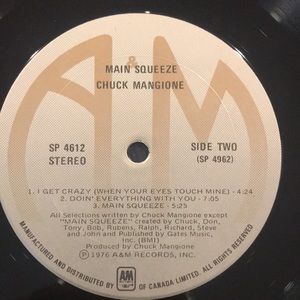 A&M
MAIN SQUEEZE
CHUCK MANGIONE
SP 4612
STEREO
SIDE TWO
(SP 4962)
1. I GET CRAZY (WHEN YOUR EYES TOUCH MINE) - 4:24
2. DOIN' EVERYTHING WITH YOU - 7:05
3. MAIN SQUEEZE - 5:25
All Selections written by Chuck Mangione except
"MAIN SQUEEZE" created by Chuck, Don,
Tony, Bob, Rubens, Ralph, Richard, Steve
and John and Published by Gates Music,
Inc. (BMI)
Produced by Chuck Mangione
℗ 1976 A&M RECORDS, INC.
MANUFACTURED AND DISTRIBUTED BY A&M RECORDS OF CANADA LIMITED. ALL RIGHTS RESERVED.